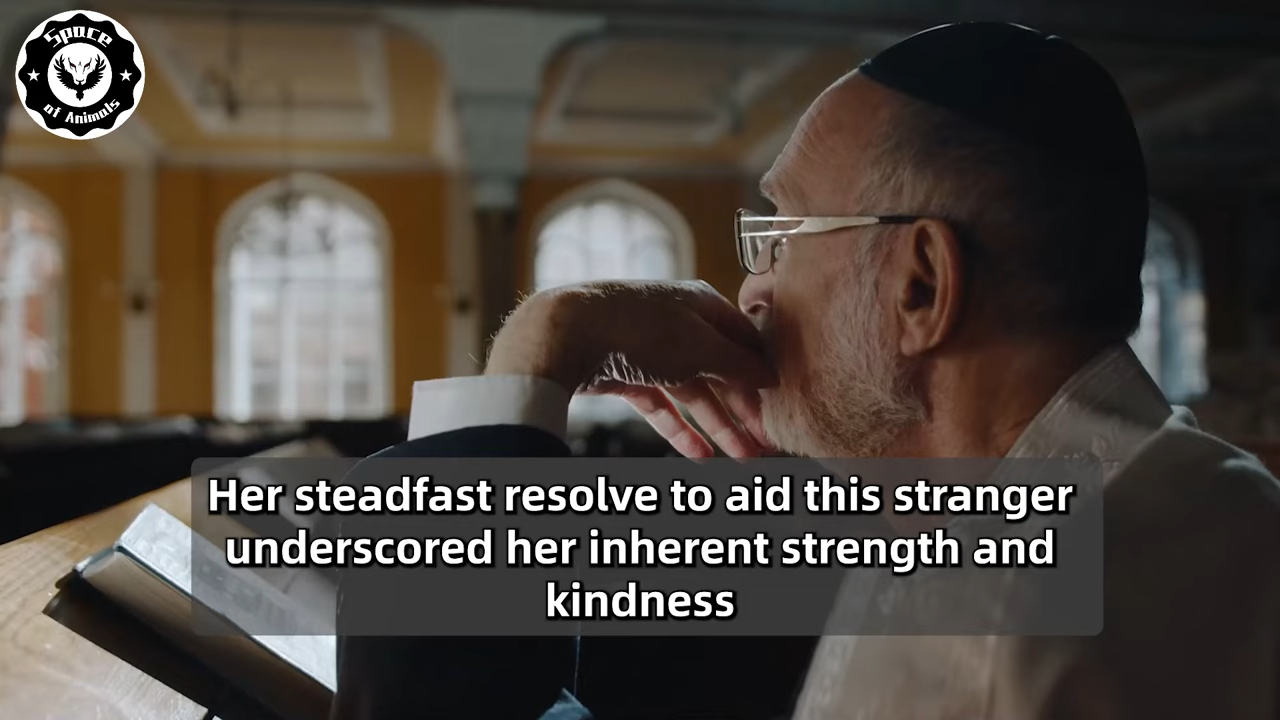 Space
of Animals
Her steadfast resolve to aid this stranger
underscored her inherent strength and
kindness